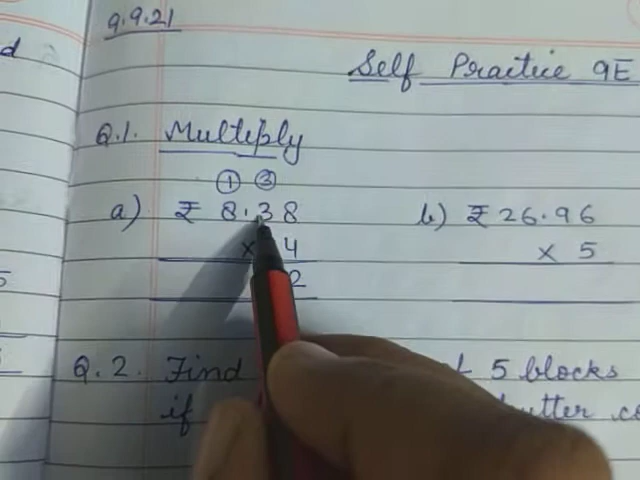 9.9.21
d
Self Practice 9E
Q.1. Multiply
① ③
a) ₹ 8.38 b) ₹ 26.96
× 4 × 5
2
Q.2. Find 5 blocks
if butter